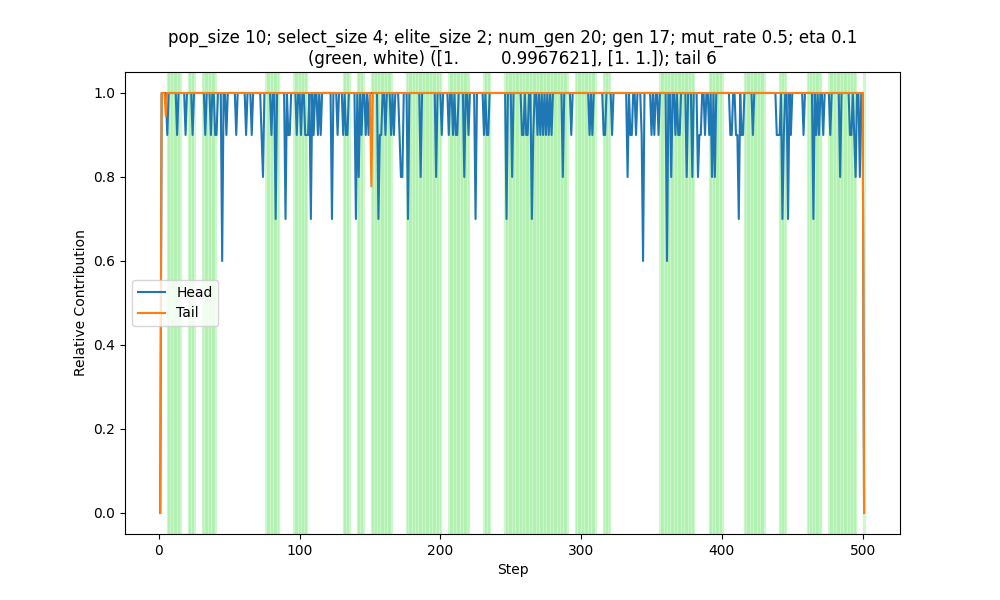 pop_size 10; select_size 4; elite_size 2; num_gen 20; gen 17; mut_rate 0.5; eta 0.1
(green, white) ([1.        0.9967621], [1. 1.]); tail 6
1.0
0.8
0.6
0.4
0.2
0.0
Relative Contribution
Head
Tail
0
100
200
300
400
500
Step